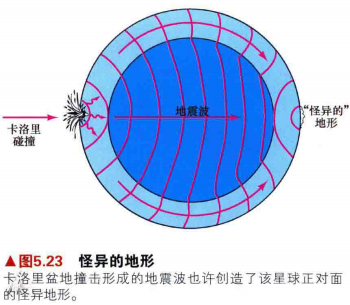 地震波
"怪异的"
地形
卡洛里
碰撞
▲图5.23 怪异的地形
卡洛里盆地撞击形成的地震波也许创造了该星球正对面
的怪异地形。